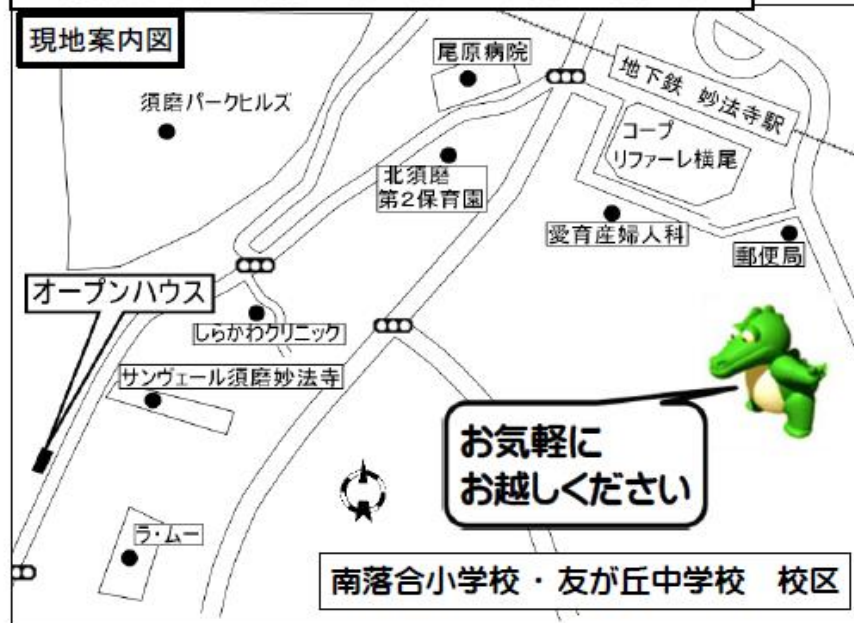 現地案内図
尾原病院
地下鉄 妙法寺駅
須磨パークヒルズ
コープ
リファーレ横尾
北須磨
第2保育園
愛育産婦人科
郵便局
オープンハウス
しらかわクリニック
サンヴェール須磨妙法寺
お気軽に
お越しください
ラ・ムー
南落合小学校・友が丘中学校 校区